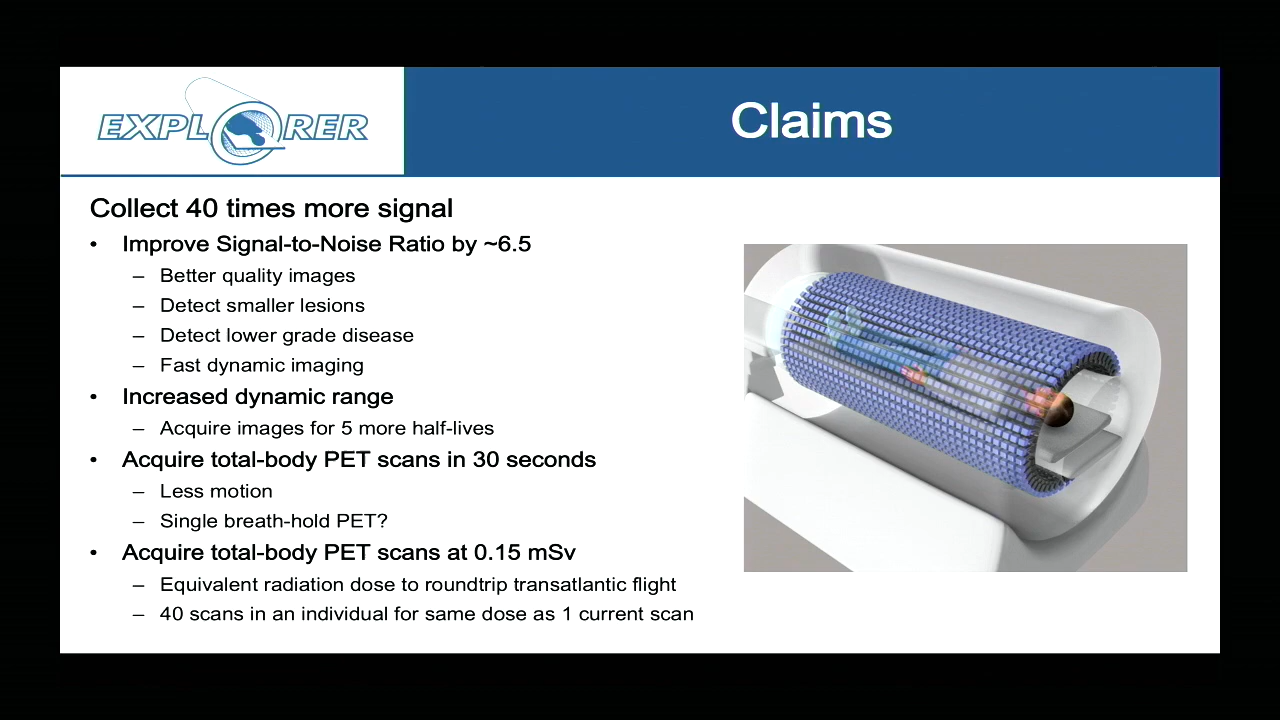 EXPLORER
Claims
Collect 40 times more signal
• Improve Signal-to-Noise Ratio by ~6.5
– Better quality images
– Detect smaller lesions
– Detect lower grade disease
– Fast dynamic imaging
• Increased dynamic range
– Acquire images for 5 more half-lives
• Acquire total-body PET scans in 30 seconds
– Less motion
– Single breath-hold PET?
• Acquire total-body PET scans at 0.15 mSv
– Equivalent radiation dose to roundtrip transatlantic flight
– 40 scans in an individual for same dose as 1 current scan